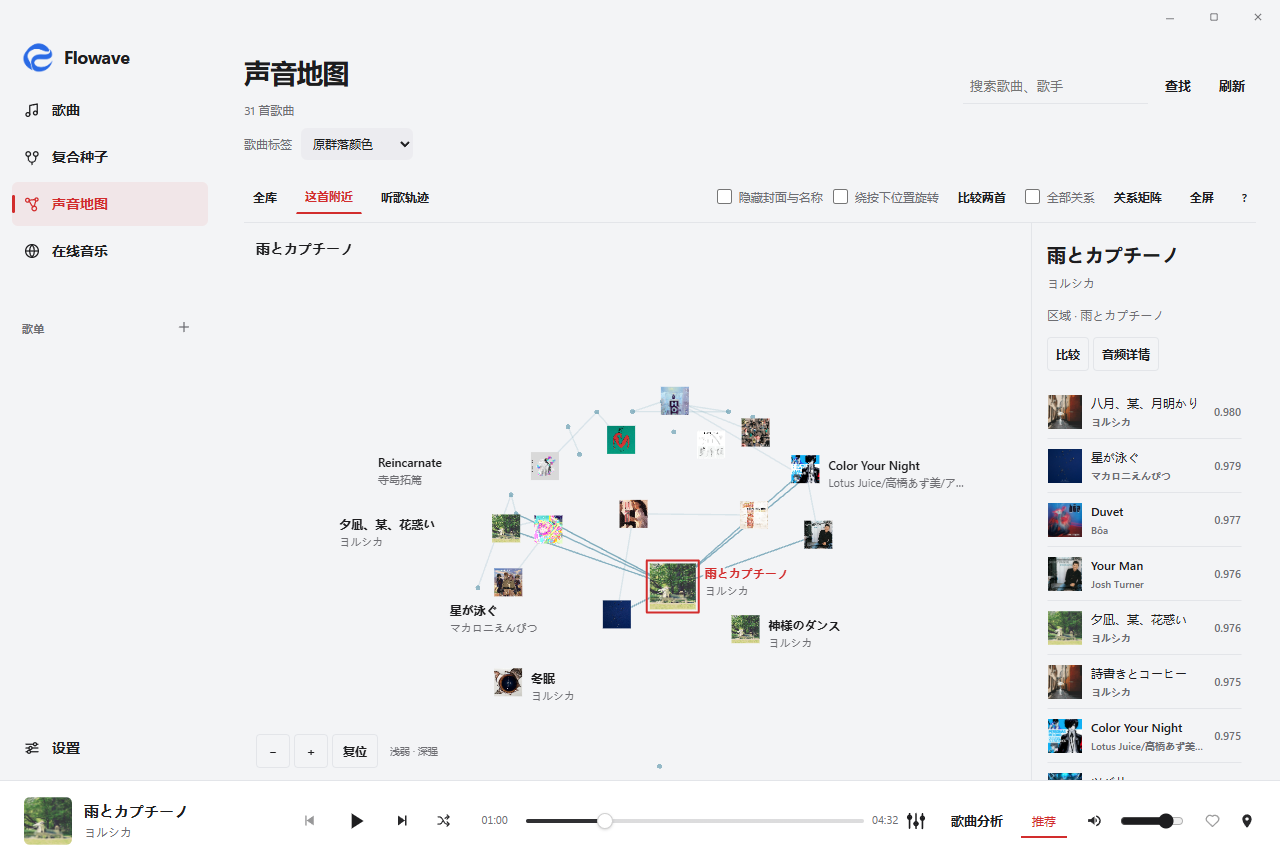 Flowave
歌曲
复合种子
声音地图
在线音乐
歌单
设置
声音地图
31 首歌曲
歌曲标签
原群落颜色
搜索歌曲、歌手
查找
刷新
全库
这首附近
听歌轨迹
隐藏封面与名称
绕按下位置旋转
比较两首
全部关系
关系矩阵
全屏
?
雨とカプチーノ
Reincarnate
寺島拓篤
夕凪、某、花惑い
ヨルシカ
Color Your Night
Lotus Juice/高橋あず美/ア...
雨とカプチーノ
ヨルシカ
星が泳ぐ
マカロニえんぴつ
神様のダンス
ヨルシカ
冬眠
ヨルシカ
复位
浅弱 · 深强
雨とカプチーノ
ヨルシカ
区域 · 雨とカプチーノ
比较
音频详情
八月、某、月明かり
ヨルシカ
0.980
星が泳ぐ
マカロニえんぴつ
0.979
Duvet
Bôa
0.977
Your Man
Josh Turner
0.976
夕凪、某、花惑い
ヨルシカ
0.976
詩書きとコーヒー
ヨルシカ
0.975
Color Your Night
Lotus Juice/高橋あず美...
0.975
雨とカプチーノ
ヨルシカ
01:00
04:32
歌曲分析
推荐